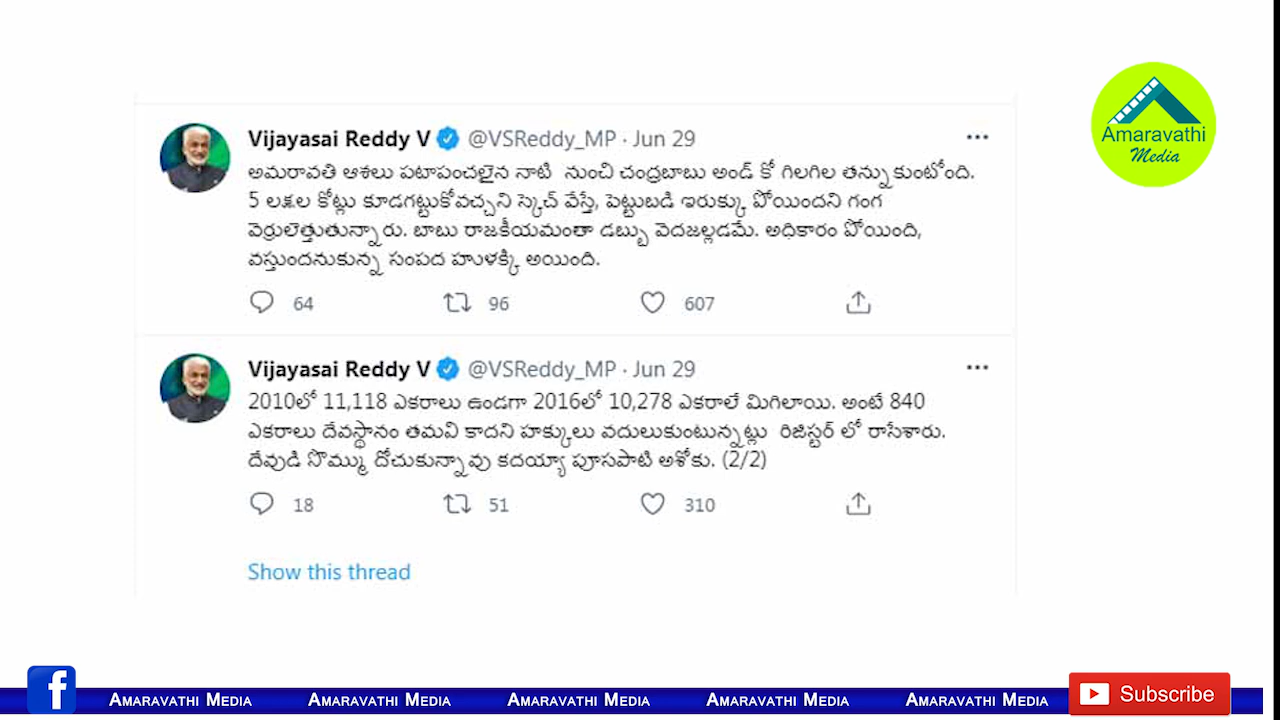 Vijayasai Reddy V @VSReddy_MP · Jun 29
అమరావతి ఆశలు పటాపంచలైన నాటి నుంచి చంద్రబాబు అండ్ కో గిలగిల తన్నుకుంటోంది.
5 లక్షల కోట్లు కూడగట్టుకోవచ్చని స్కెచ్ వేస్తే, పెట్టుబడి ఇరుక్కు పోయిందని గంగ
వెర్రులెత్తుతున్నారు. బాబు రాజకీయమంతా డబ్బు వెదజల్లడమే. అధికారం పోయింది,
వస్తుందనుకున్న సంపద హుళక్కి అయింది.
64 96 607
Vijayasai Reddy V @VSReddy_MP · Jun 29
2010లో 11,118 ఎకరాలు ఉండగా 2016లో 10,278 ఎకరాలే మిగిలాయి. అంటే 840
ఎకరాలు దేవస్థానం తమవి కాదని హక్కులు వదులుకుంటున్నట్లు రిజిస్టర్ లో రాసేశారు.
దేవుడి సొమ్ము దోచుకున్నావు కదయ్యా పూసపాటి అశోకు. (2/2)
18 51 310
Show this thread
Amaravathi
Media
f AMARAVATHI MEDIA AMARAVATHI MEDIA AMARAVATHI MEDIA AMARAVATHI MEDIA AMARAVATHI MEDIA Subscribe